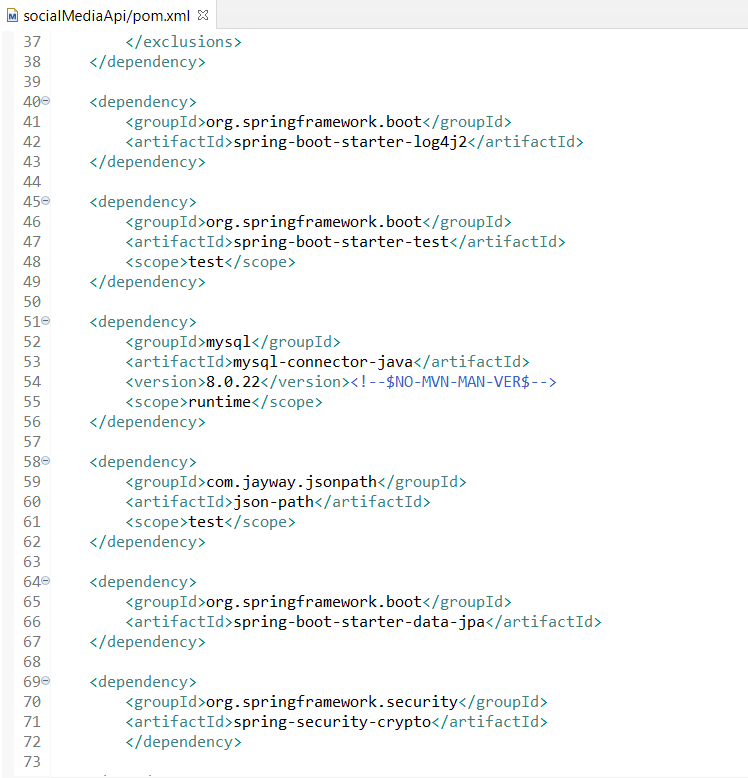 socialMediaApi/pom.xml
37 </exclusions>
38 </dependency>
39
40 <dependency>
41 <groupId>org.springframework.boot</groupId>
42 <artifactId>spring-boot-starter-log4j2</artifactId>
43 </dependency>
44
45 <dependency>
46 <groupId>org.springframework.boot</groupId>
47 <artifactId>spring-boot-starter-test</artifactId>
48 <scope>test</scope>
49 </dependency>
50
51 <dependency>
52 <groupId>mysql</groupId>
53 <artifactId>mysql-connector-java</artifactId>
54 <version>8.0.22</version><!--$NO-MVN-MAN-VER$-->
55 <scope>runtime</scope>
56 </dependency>
57
58 <dependency>
59 <groupId>com.jayway.jsonpath</groupId>
60 <artifactId>json-path</artifactId>
61 <scope>test</scope>
62 </dependency>
63
64 <dependency>
65 <groupId>org.springframework.boot</groupId>
66 <artifactId>spring-boot-starter-data-jpa</artifactId>
67 </dependency>
68
69 <dependency>
70 <groupId>org.springframework.security</groupId>
71 <artifactId>spring-security-crypto</artifactId>
72 </dependency>
73